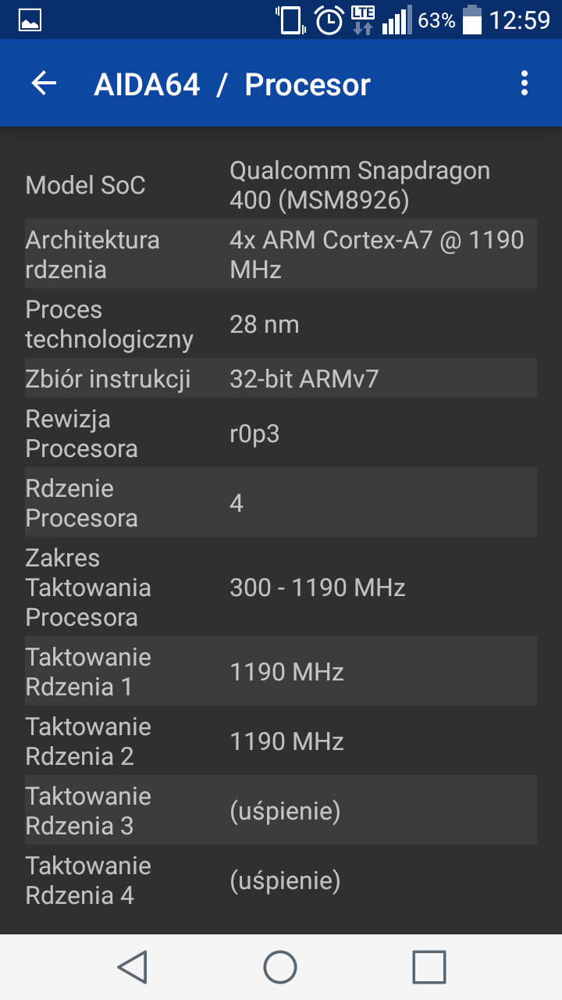 LTE 63% 12:59
AIDA64 / Procesor
Model SoC
Qualcomm Snapdragon
400 (MSM8926)
Architektura
rdzenia
4x ARM Cortex-A7 @ 1190
MHz
Proces
technologiczny
28 nm
Zbiór instrukcji
32-bit ARMv7
Rewizja
Procesora
r0p3
Rdzenie
Procesora
4
Zakres
Taktowania
Procesora
300 - 1190 MHz
Taktowanie
Rdzenia 1
1190 MHz
Taktowanie
Rdzenia 2
1190 MHz
Taktowanie
Rdzenia 3
(uśpienie)
Taktowanie
Rdzenia 4
(uśpienie)